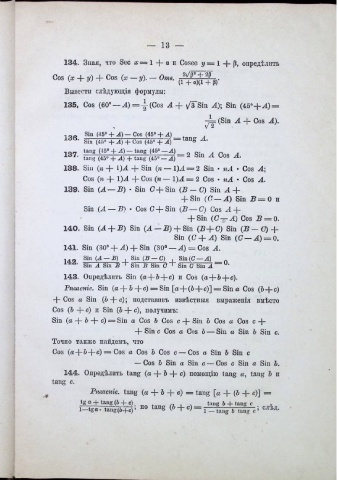 — 13 —
134. Зная, что Sec x = 1 + α и Cosec y = 1 + β, опредѣлить
Cos (x + y) + Cos (x — y). — Отв.
Вывести слѣдующія формулы:
135. Cos (60° — A) = 1/2 (Cos A + √3 Sin A); Sin (45° + A) =
1/√2 (Sin A + Cos A).
136. Sin (45° + A) — Cos (45° + A) / Sin (45° + A) + Cos (45° + A) = tang A.
137. tang (45° + A) — tang (45° — A) / tang (45° + A) + tang (45° — A) = 2 Sin A Cos A.
138. Sin (n + 1)A + Sin (n — 1)A = 2 Sin · nA · Cos A;
Cos (n + 1)A + Cos (n — 1)A = 2 Cos · nA · Cos A.
139. Sin (A — B) · Sin C + Sin (B — C) Sin A +
+ Sin (C — A) Sin B = 0 и
Sin (A — B) · Cos C + Sin (B — C) Cos A +
+ Sin (C — A) Cos B = 0.
140. Sin (A + B) Sin (A — B) + Sin (B + C) Sin (B — C) +
Sin (C + A) Sin (C — A) = 0.
141. Sin (30° + A) + Sin (30° — A) = Cos A.
142. Sin (A — B) / Sin A Sin B + Sin (B — C) / Sin B Sin C + Sin (C — A) / Sin C Sin A = 0.
143. Опредѣлить Sin (a + b + c) и Cos (a + b + c).
Рѣшеніе. Sin (a + b + c) = Sin [a + (b + c)] = Sin a Cos (b + c)
+ Cos a Sin (b + c); подставивъ извѣстныя выраженія вмѣсто
Cos (b + c) и Sin (b + c), получимъ:
Sin (a + b + c) = Sin a Cos b Cos c + Sin b Cos a Cos c +
+ Sin c Cos a Cos b — Sin a Sin b Sin c.
Точно также найдемъ, что
Cos (a + b + c) = Cos a Cos b Cos c — Cos a Sin b Sin c
— Cos b Sin a Sin c — Cos c Sin a Sin b.
144. Опредѣлить tang (a + b + c) помощію tang a, tang b и
tang c.
Рѣшеніе. tang (a + b + c) = tang [a + (b + c)] =
tg a + tang (b + c) / 1 — tg a · tang (b + c); но tang (b + c) = tang b + tang c / 1 — tang b tang c; слѣд.